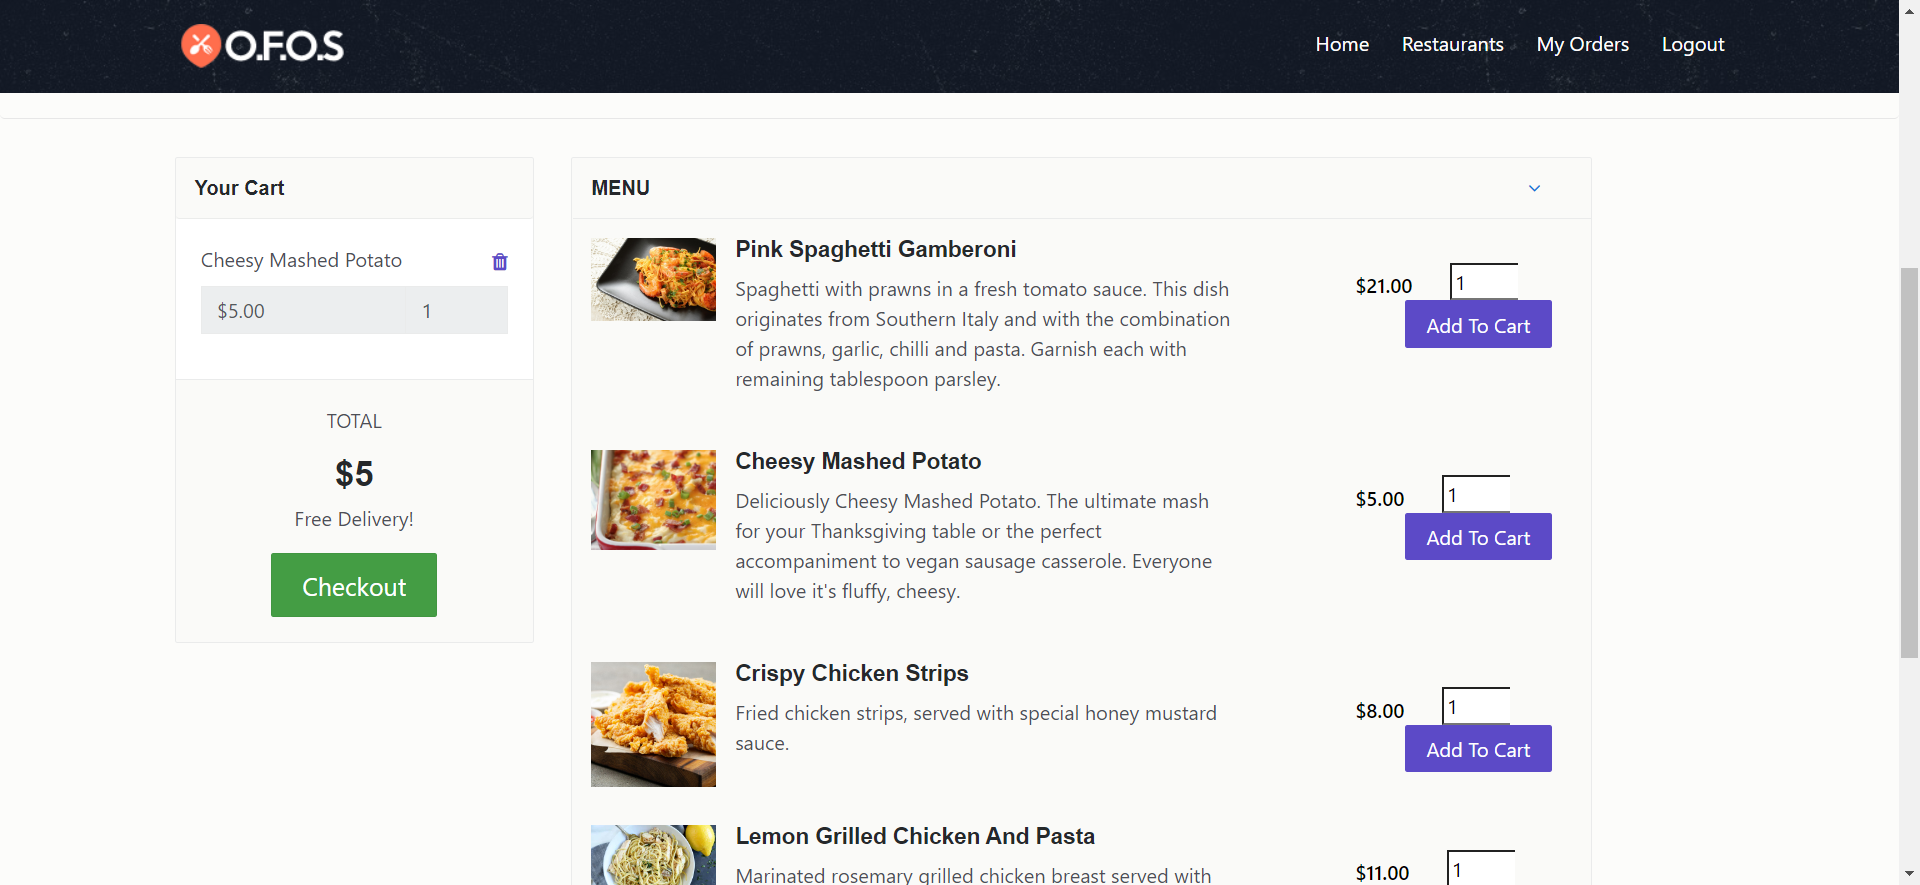 O.F.O.S
Home Restaurants My Orders Logout
Your Cart
Cheesy Mashed Potato
$5.00 1
TOTAL
$5
Free Delivery!
Checkout
MENU
Pink Spaghetti Gamberoni
Spaghetti with prawns in a fresh tomato sauce. This dish
originates from Southern Italy and with the combination
of prawns, garlic, chilli and pasta. Garnish each with
remaining tablespoon parsley.
$21.00 1
Add To Cart
Cheesy Mashed Potato
Deliciously Cheesy Mashed Potato. The ultimate mash
for your Thanksgiving table or the perfect
accompaniment to vegan sausage casserole. Everyone
will love it's fluffy, cheesy.
$5.00 1
Add To Cart
Crispy Chicken Strips
Fried chicken strips, served with special honey mustard
sauce.
$8.00 1
Add To Cart
Lemon Grilled Chicken And Pasta
Marinated rosemary grilled chicken breast served with
$11.00 1